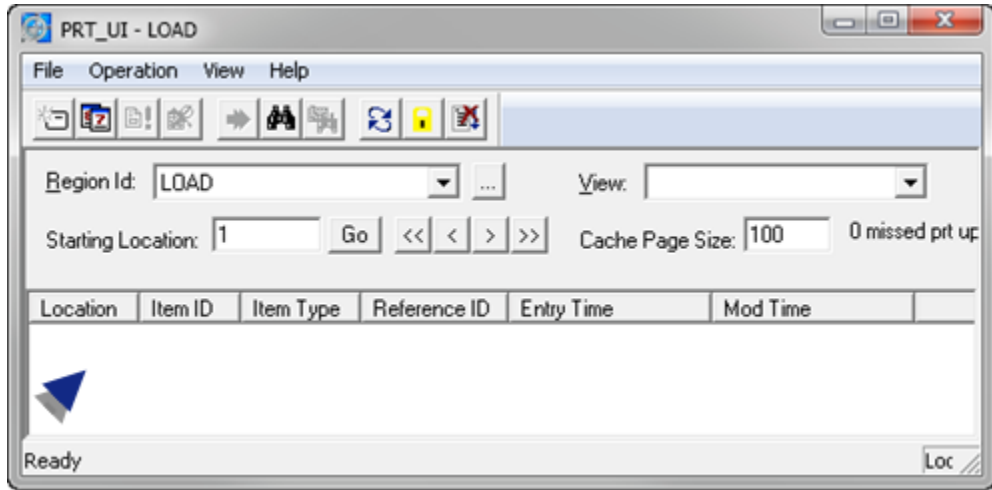 PRT_UI - LOAD
File Operation View Help
Region Id: LOAD ... View:
Starting Location: 1 Go << < > >> Cache Page Size: 100 0 missed prt up
Location Item ID Item Type Reference ID Entry Time Mod Time
Ready Loc